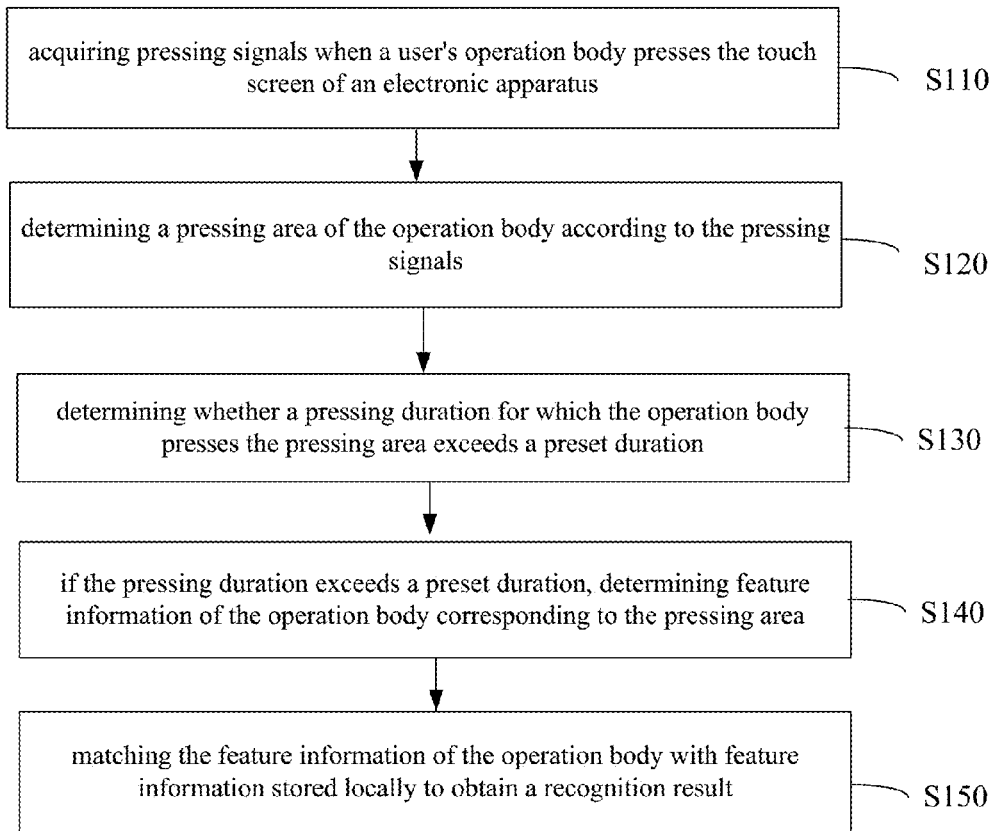 acquiring pressing signals when a user's operation body presses the touch
screen of an electronic apparatus
S110
determining a pressing area of the operation body according to the pressing
signals
S120
determining whether a pressing duration for which the operation body
presses the pressing area exceeds a preset duration
S130
if the pressing duration exceeds a preset duration, determining feature
information of the operation body corresponding to the pressing area
S140
matching the feature information of the operation body with feature
information stored locally to obtain a recognition result
S150